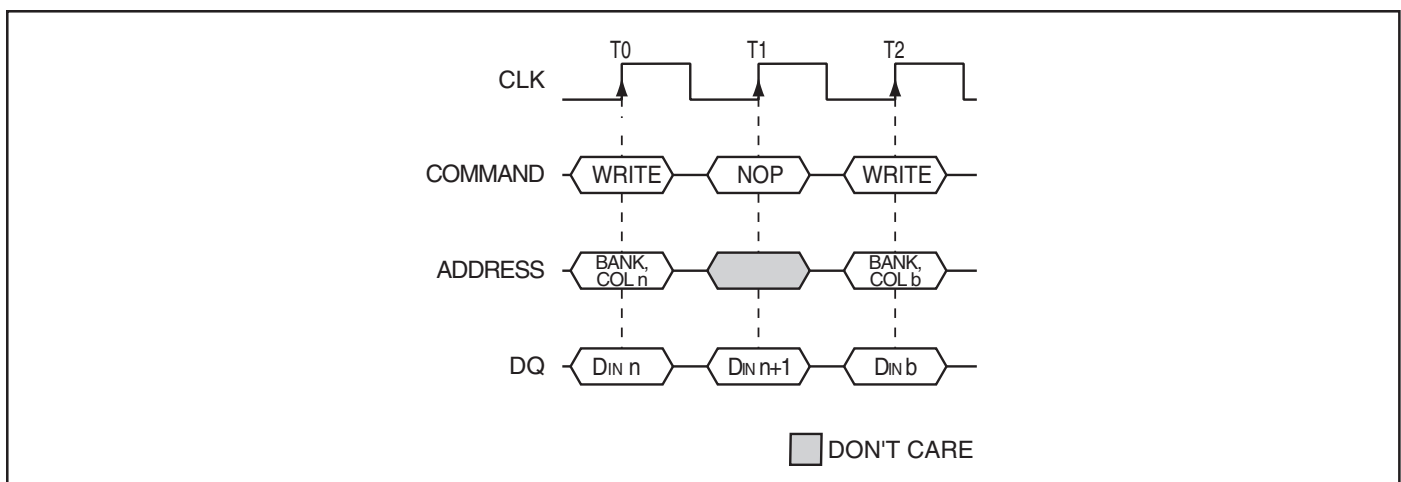 T0 T1 T2
CLK
COMMAND WRITE NOP WRITE
ADDRESS BANK, COL n BANK, COL b
DQ DIN n DIN n+1 DIN b
DON'T CARE